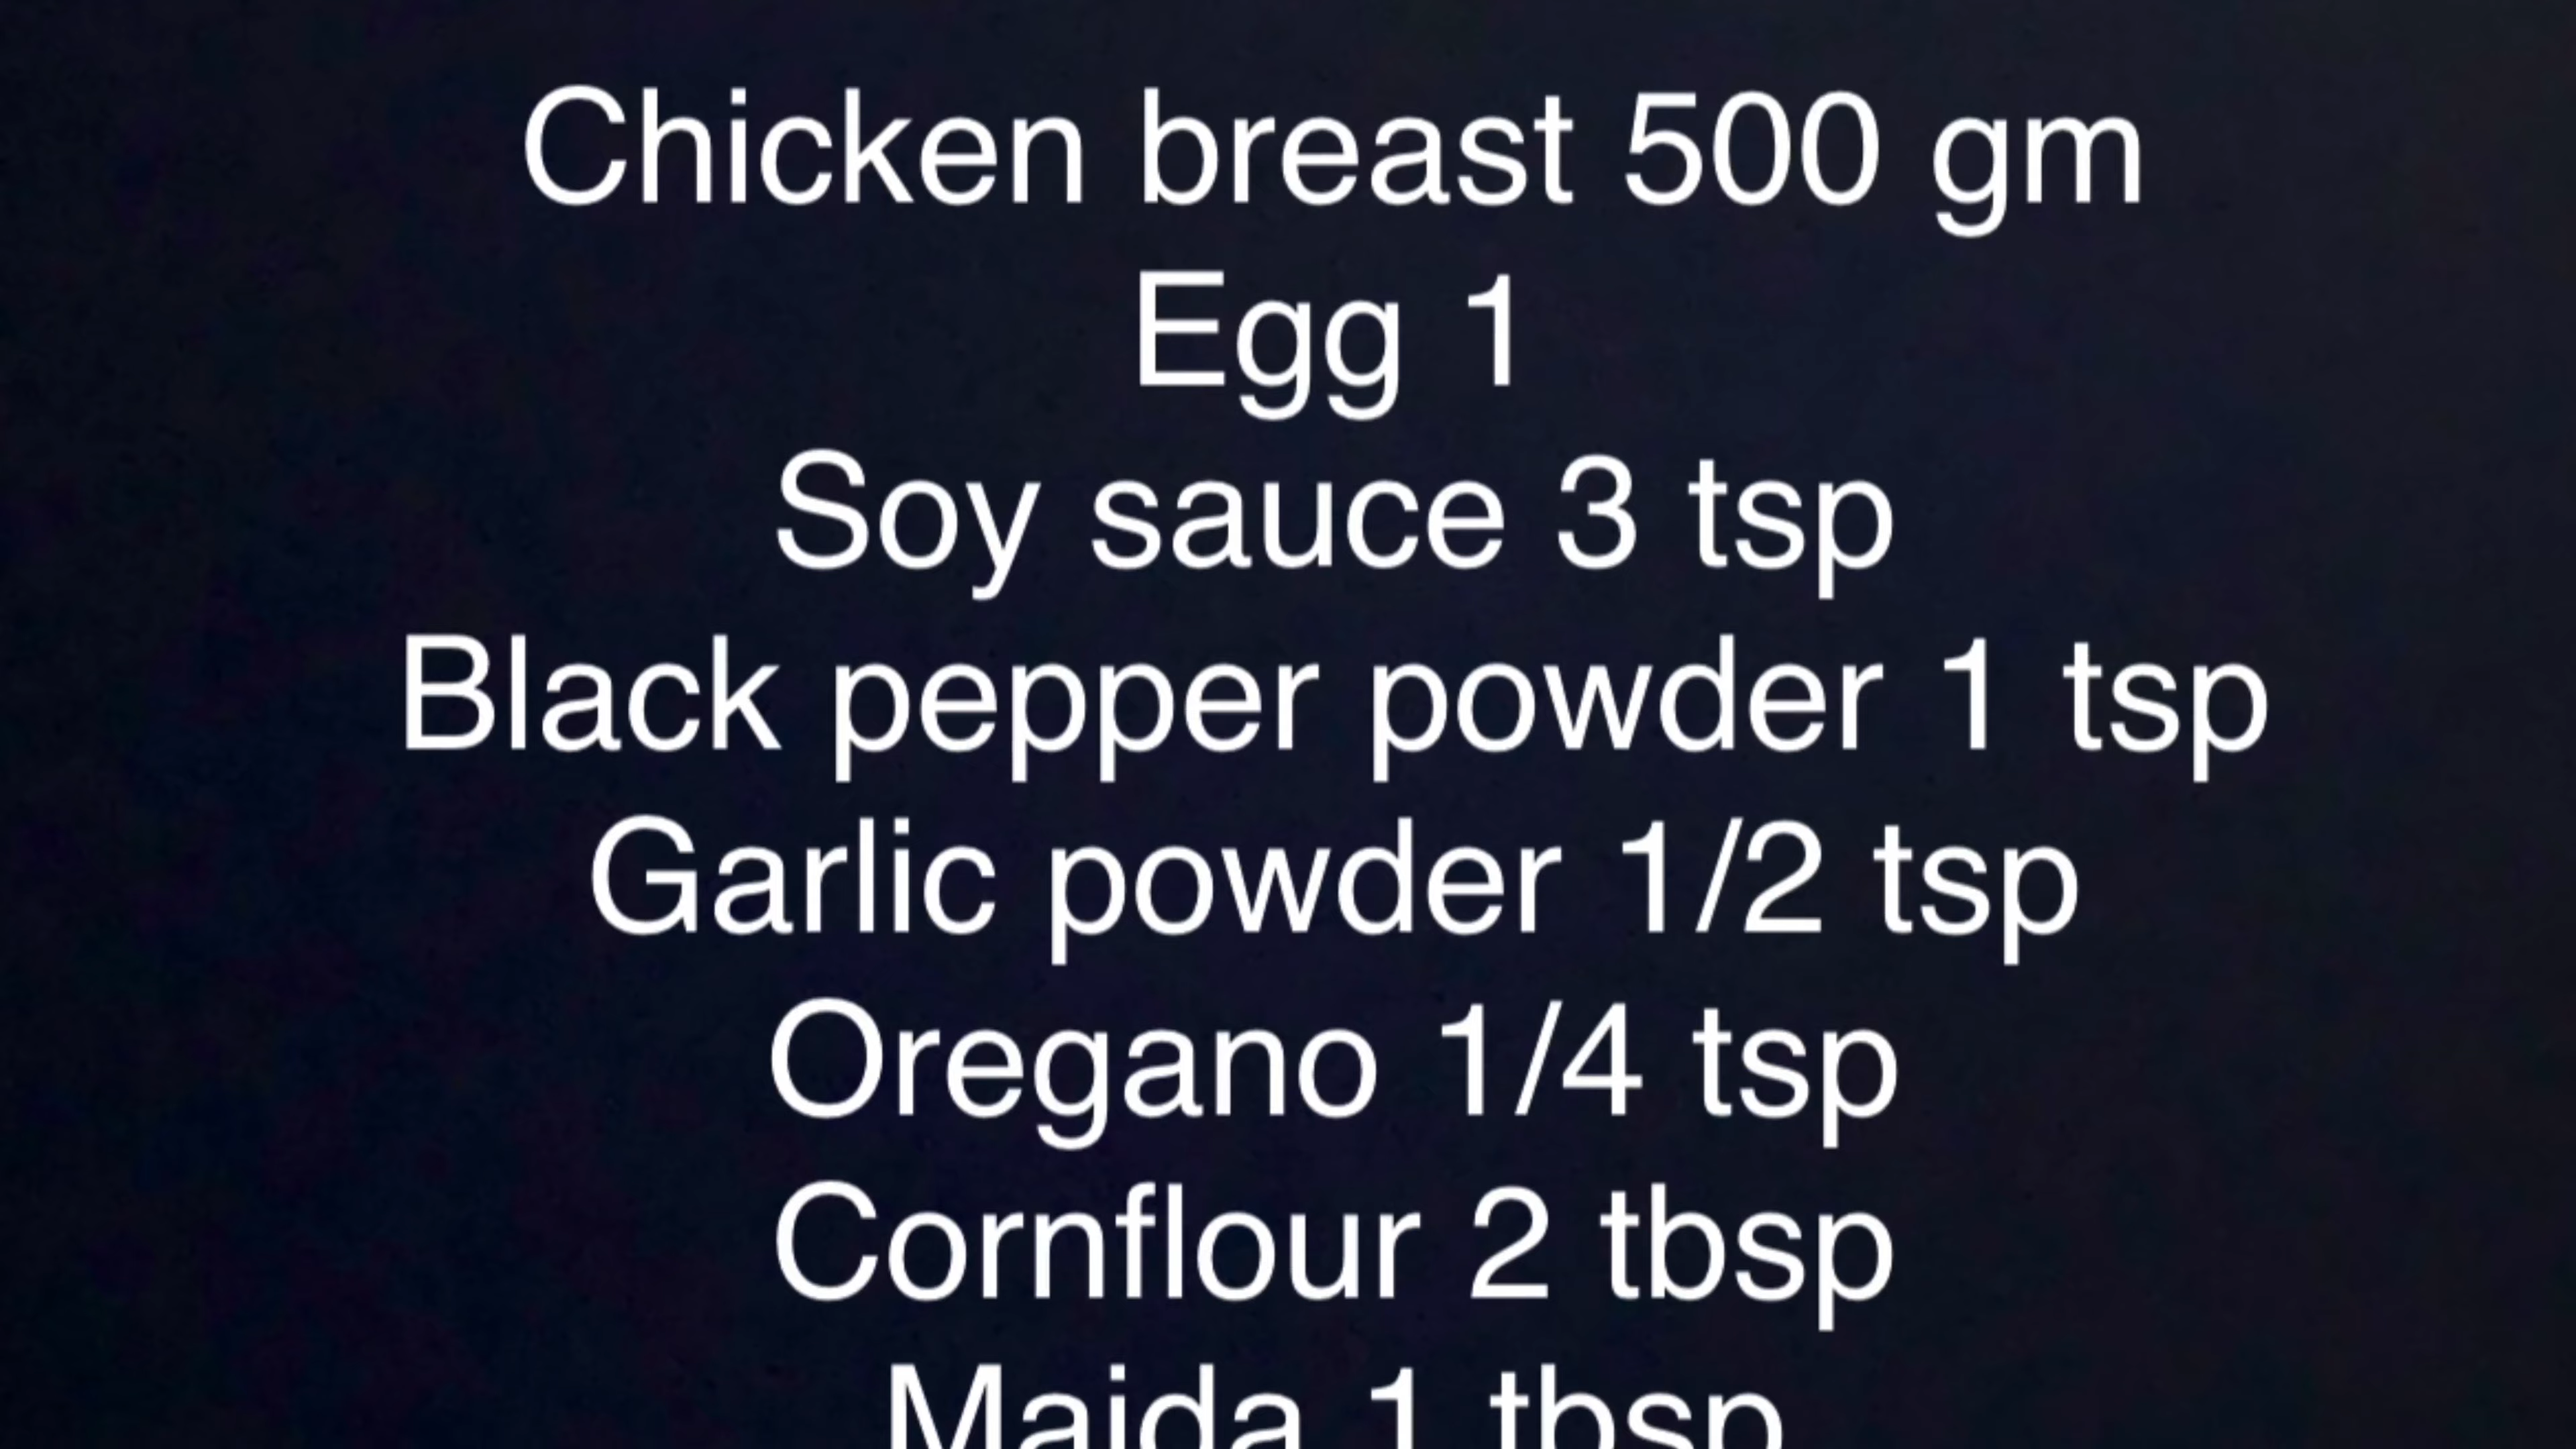 Chicken breast 500 gm
Egg 1
Soy sauce 3 tsp
Black pepper powder 1 tsp
Garlic powder 1/2 tsp
Oregano 1/4 tsp
Cornflour 2 tbsp
Maida 1 tbsp